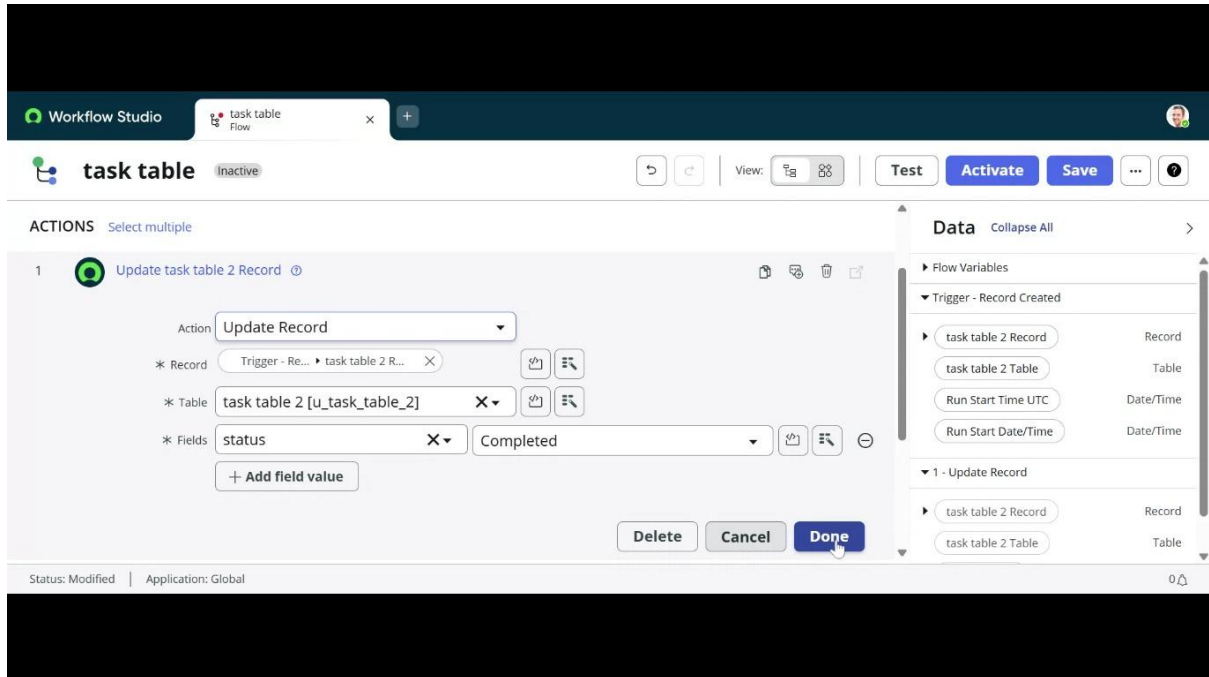 Workflow Studio
task table
Flow
task table
Inactive
View:
Test
Activate
Save
ACTIONS Select multiple
1 Update task table 2 Record
Action Update Record
* Record Trigger - Re... ▸ task table 2 R...
* Table task table 2 [u_task_table_2]
* Fields status Completed
+ Add field value
Delete Cancel Done
Data Collapse All
Flow Variables
Trigger - Record Created
task table 2 Record Record
task table 2 Table Table
Run Start Time UTC Date/Time
Run Start Date/Time Date/Time
1 - Update Record
task table 2 Record Record
task table 2 Table Table
Status: Modified | Application: Global
0